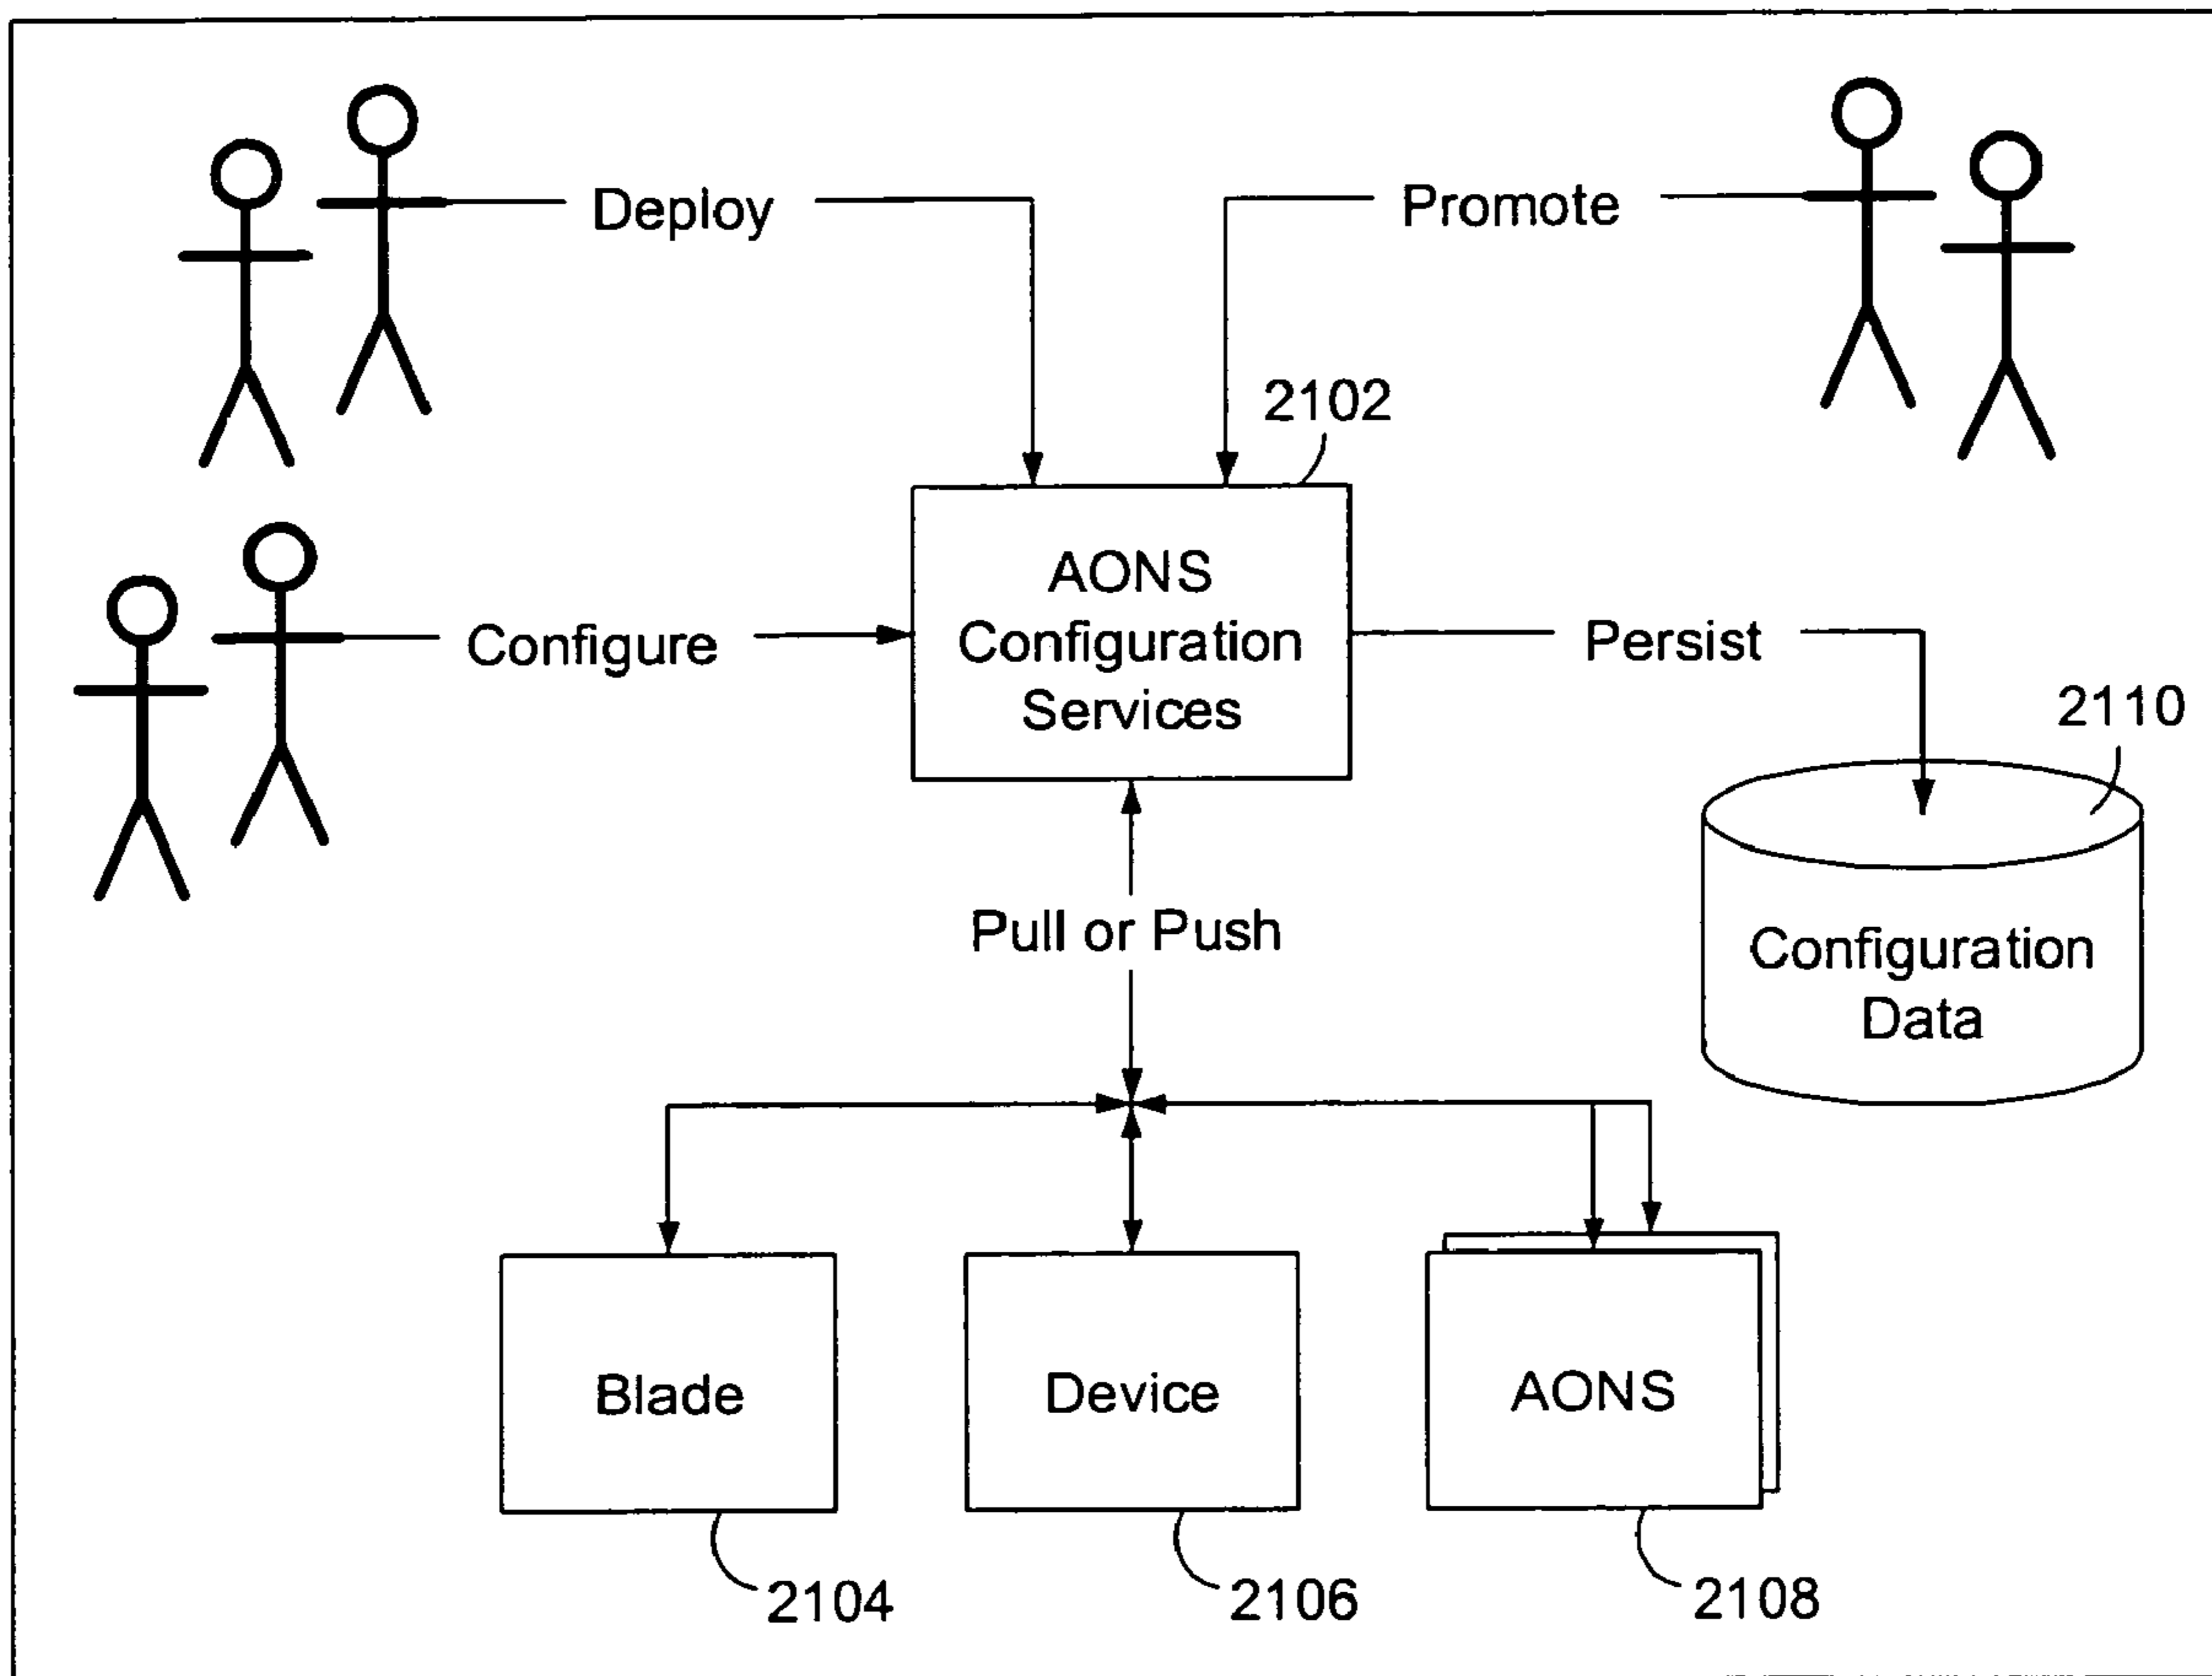 Deploy
Promote
2102
AONS
Configuration
Services
Configure
Persist
2110
Pull or Push
Configuration
Data
Blade
Device
AONS
2104
2106
2108